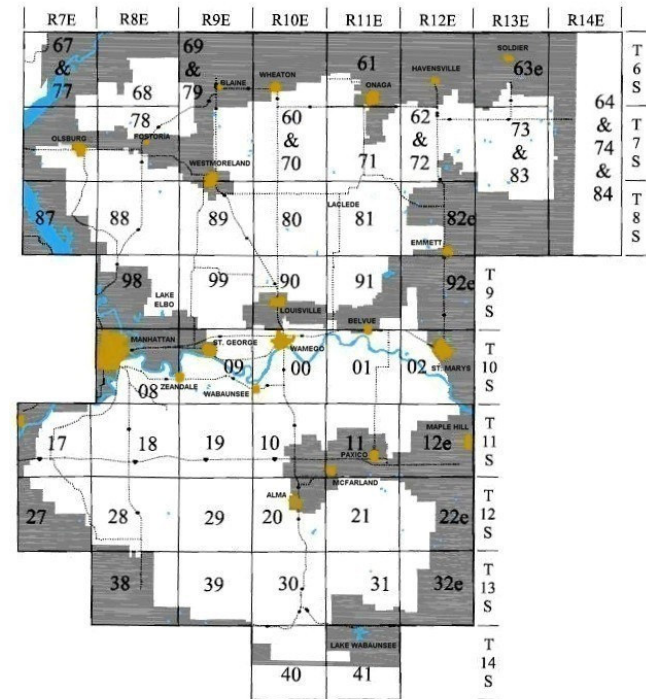 R7E R8E R9E R10E R11E R12E R13E R14E
67 & 77
69 & 79
61
SOLDIER
63e
BLAINE
WHEATON
HAVENSVILLE
ONAGA
T 6 S
68
78
60 & 70
62 & 72
73 & 83
64 & 74 & 84
OLSBURG
FOSTORIA
WESTMORELAND
71
T 7 S
87
88
89
80
LACLEDE
81
82e
EMMETT
T 8 S
98
LAKE ELBO
99
90
LOUISVILLE
91
BELVUE
92e
T 9 S
MANHATTAN
ST. GEORGE
WAMEGO
ST. MARYS
08
ZEANDALE
09
WABAUNSEE
00
01
02
T 10 S
17
18
19
10
11
PAXICO
MAPLE HILL
12e
MCFARLAND
T 11 S
27
28
29
ALMA
20
21
22e
T 12 S
38
39
30
31
32e
T 13 S
LAKE WABAUNSEE
40
41
T 14 S